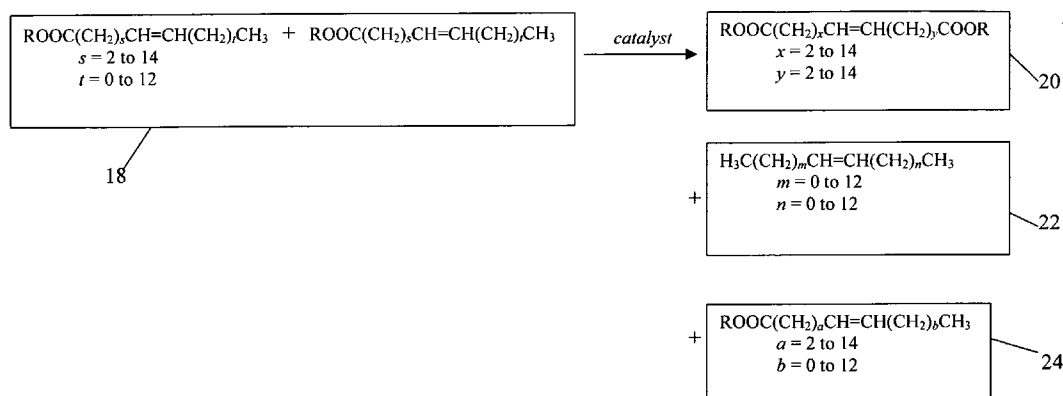 ROOC(CH₂)ₛCH=CH(CH₂)ₜCH₃ + ROOC(CH₂)ₛCH=CH(CH₂)ₜCH₃
s = 2 to 14
t = 0 to 12
18
catalyst
ROOC(CH₂)ₓCH=CH(CH₂)yCOOR
x = 2 to 14
y = 2 to 14
20
+
H₃C(CH₂)ₘCH=CH(CH₂)ₙCH₃
m = 0 to 12
n = 0 to 12
22
+
ROOC(CH₂)ₐCH=CH(CH₂)bCH₃
a = 2 to 14
b = 0 to 12
24